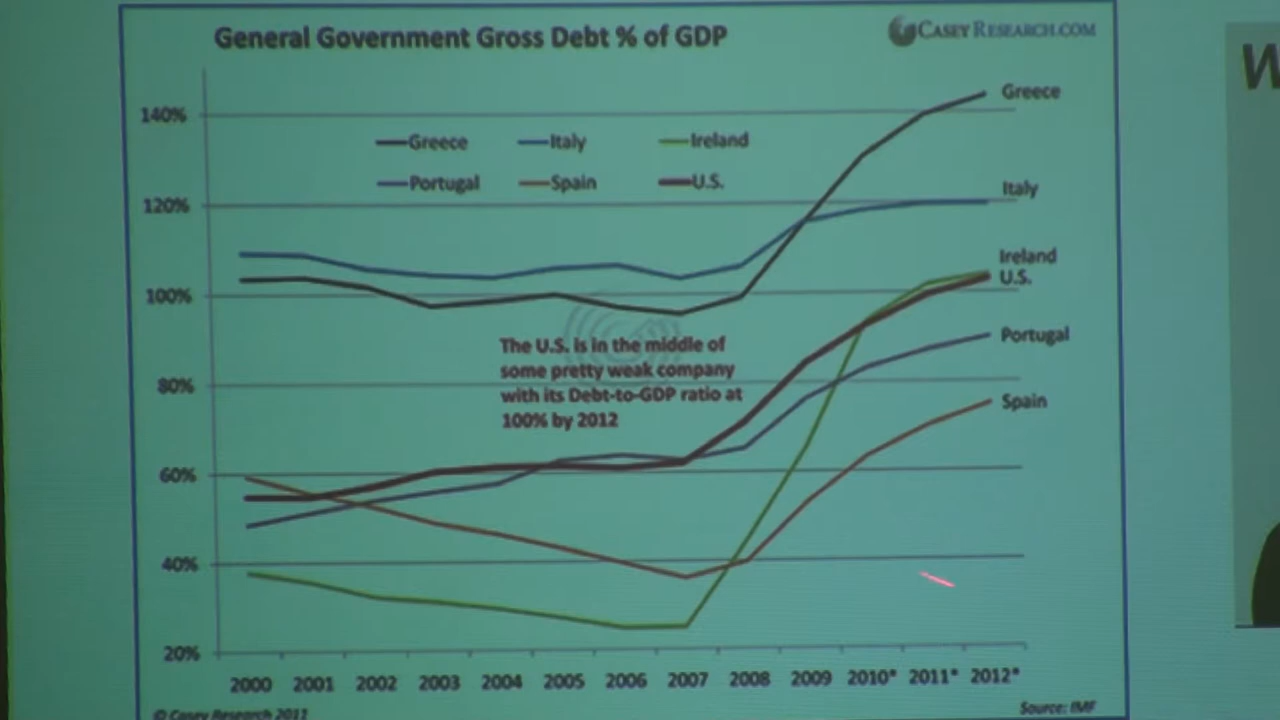 General Government Gross Debt % of GDP
CASEY RESEARCH.COM
W
140%
Greece
Greece Italy Ireland
Portugal Spain U.S.
120%
Italy
100%
Ireland
U.S.
The U.S. is in the middle of
some pretty weak company
with its Debt-to-GDP ratio at
100% by 2012
Portugal
80%
Spain
60%
40%
20%
2000 2001 2002 2003 2004 2005 2006 2007 2008 2009 2010* 2011* 2012*
© Casey Research 2011
Source: IMF